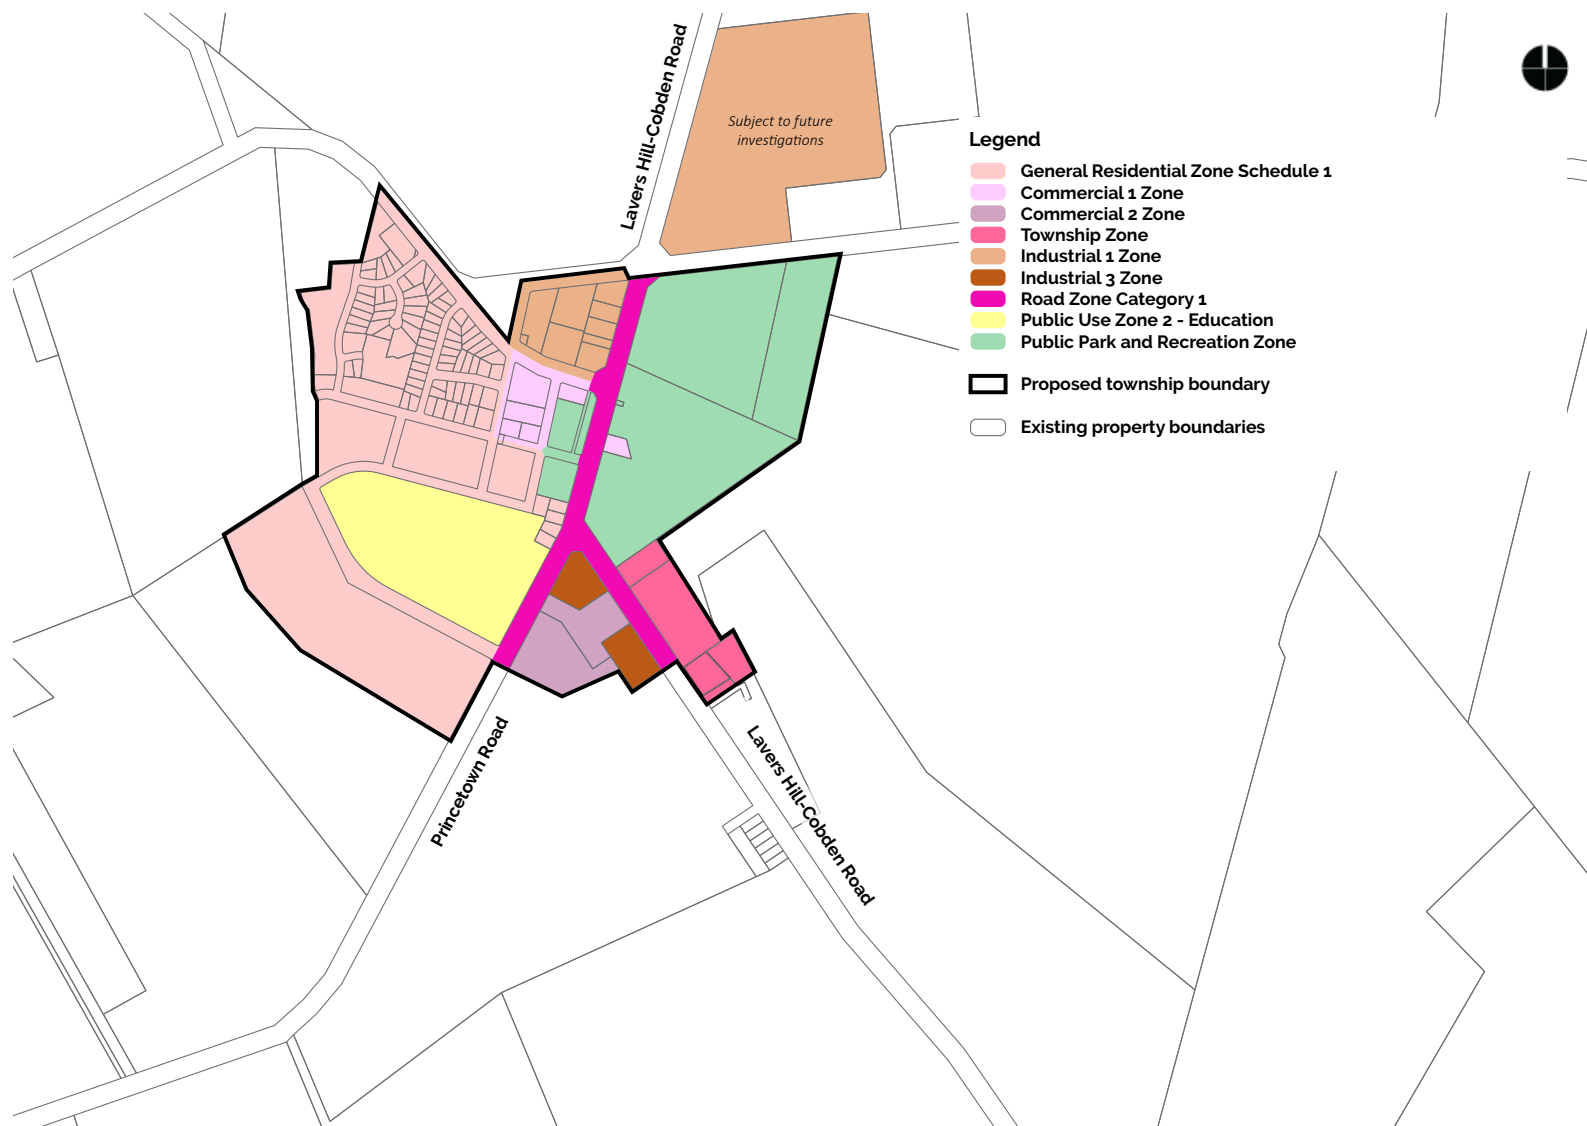 Lavers Hill-Cobden Road
Subject to future
investigations
Legend
General Residential Zone Schedule 1
Commercial 1 Zone
Commercial 2 Zone
Township Zone
Industrial 1 Zone
Industrial 3 Zone
Road Zone Category 1
Public Use Zone 2 - Education
Public Park and Recreation Zone
Proposed township boundary
Existing property boundaries
Princetown Road
Lavers Hill-Cobden Road